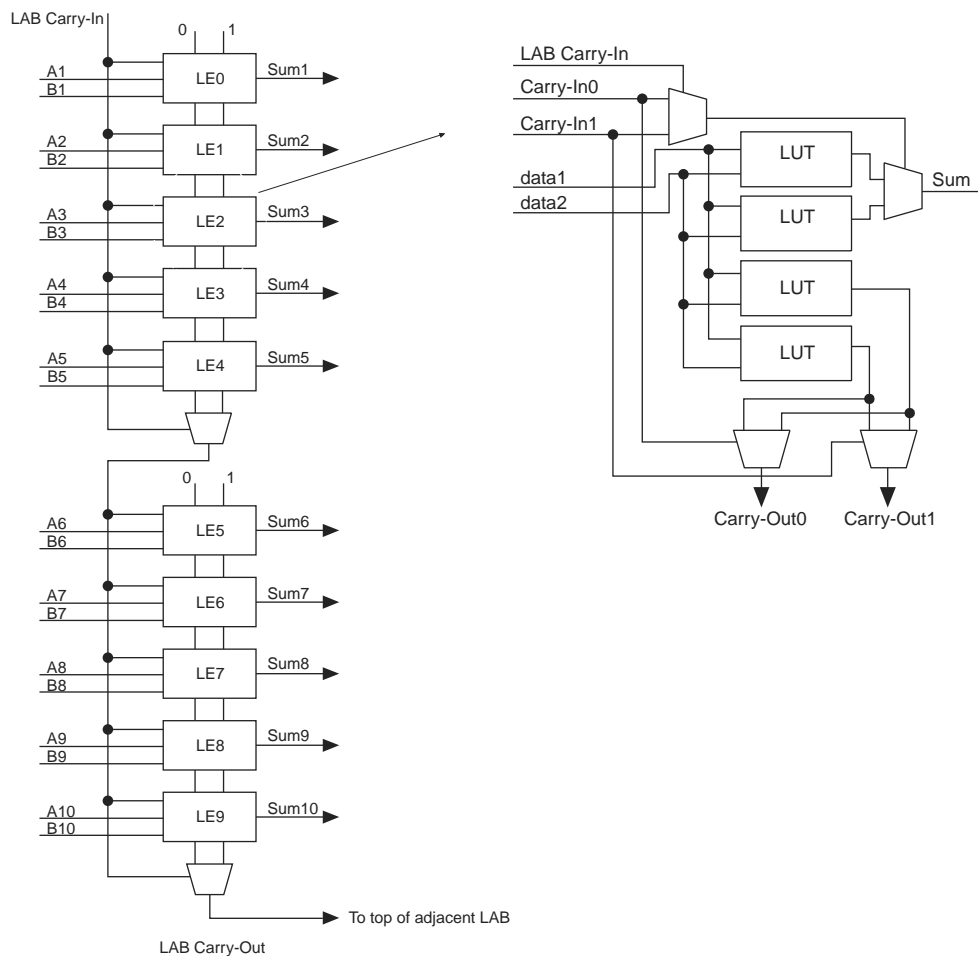 LAB Carry-In
0 1
A1
B1
LE0
Sum1
A2
B2
LE1
Sum2
A3
B3
LE2
Sum3
A4
B4
LE3
Sum4
A5
B5
LE4
Sum5
0 1
A6
B6
LE5
Sum6
A7
B7
LE6
Sum7
A8
B8
LE7
Sum8
A9
B9
LE8
Sum9
A10
B10
LE9
Sum10
To top of adjacent LAB
LAB Carry-Out
LAB Carry-In
Carry-In0
Carry-In1
data1
data2
LUT
LUT
LUT
LUT
Sum
Carry-Out0
Carry-Out1